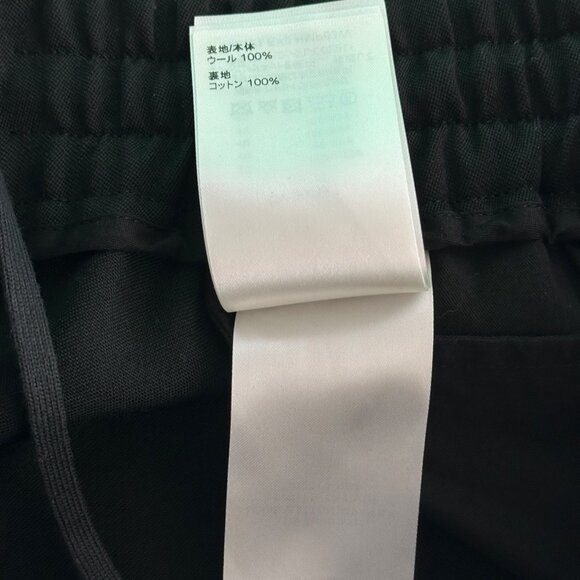 表地/本体
ウール 100%
裏地
コットン 100%